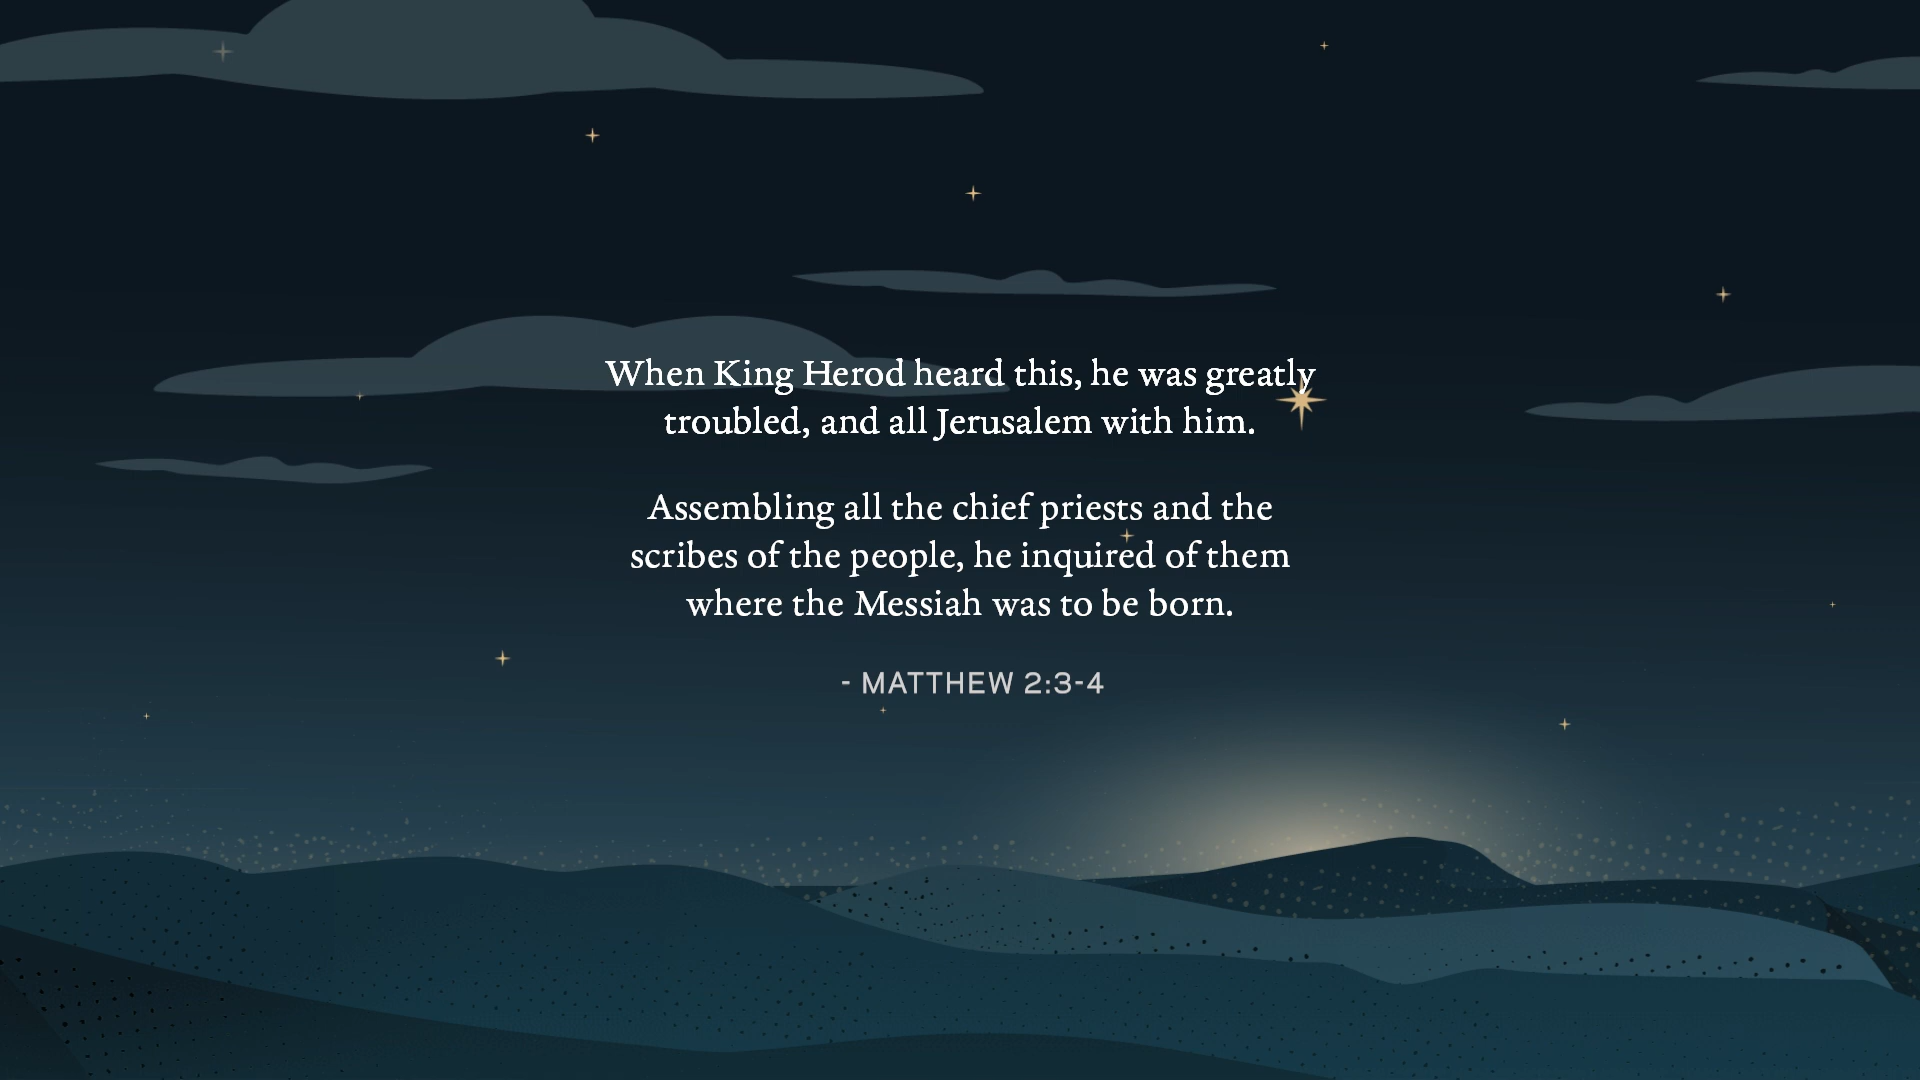 When King Herod heard this, he was greatly
troubled, and all Jerusalem with him.
Assembling all the chief priests and the
scribes of the people, he inquired of them
where the Messiah was to be born.
- MATTHEW 2:3-4